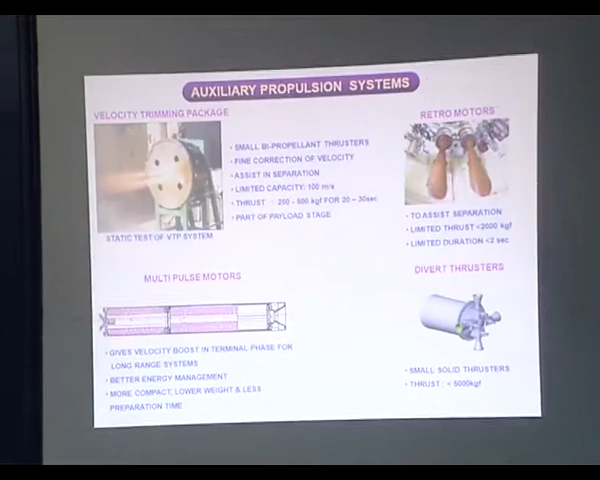 AUXILIARY PROPULSION SYSTEMS
VELOCITY TRIMMING PACKAGE
• SMALL BI-PROPELLANT THRUSTERS
• FINE CORRECTION OF VELOCITY
• ASSIST IN SEPARATION
• LIMITED CAPACITY: 100 m/s
• THRUST : 250 - 500 kgf FOR 20 – 30sec
• PART OF PAYLOAD STAGE
STATIC TEST OF VTP SYSTEM
RETRO MOTORS
• TO ASSIST SEPARATION
• LIMITED THRUST <2000 kgf
• LIMITED DURATION <2 sec
MULTI PULSE MOTORS
• GIVES VELOCITY BOOST IN TERMINAL PHASE FOR
LONG RANGE SYSTEMS
• BETTER ENERGY MANAGEMENT
• MORE COMPACT, LOWER WEIGHT & LESS
PREPARATION TIME
DIVERT THRUSTERS
• SMALL SOLID THRUSTERS
• THRUST : < 5000kgf